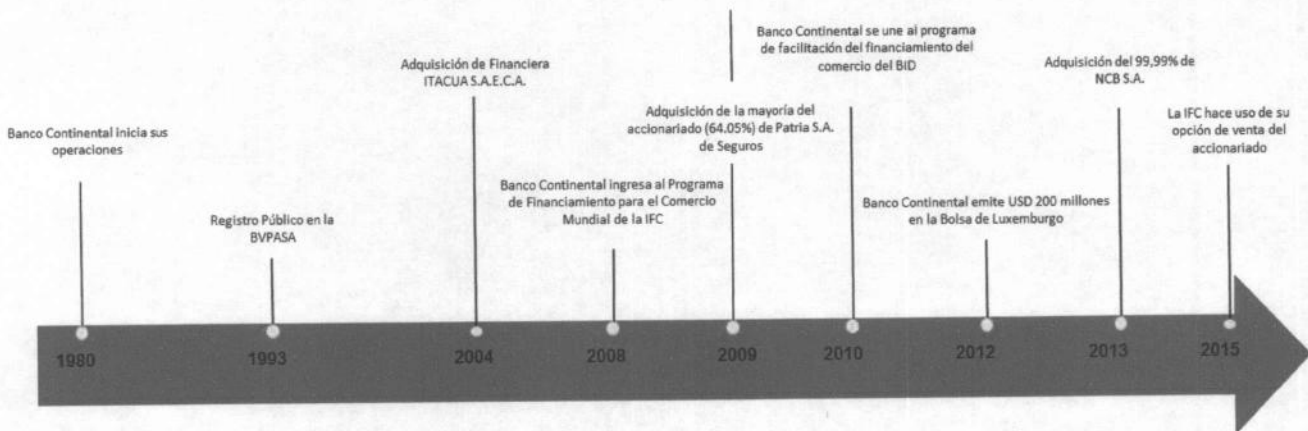 Banco Continental inicia sus
operaciones
Registro Público en la
BVPASA
Adquisición de Financiera
ITACUA S.A.E.C.A.
Banco Continental ingresa al Programa
de Financiamiento para el Comercio
Mundial de la IFC
Adquisición de la mayoría del
accionariado (64.05%) de Patria S.A.
de Seguros
Banco Continental se une al programa
de facilitación del financiamiento del
comercio del BID
Banco Continental emite USD 200 millones
en la Bolsa de Luxemburgo
Adquisición del 99,99% de
NCB S.A.
La IFC hace uso de su
opción de venta del
accionariado
1980 1993 2004 2008 2009 2010 2012 2013 2015